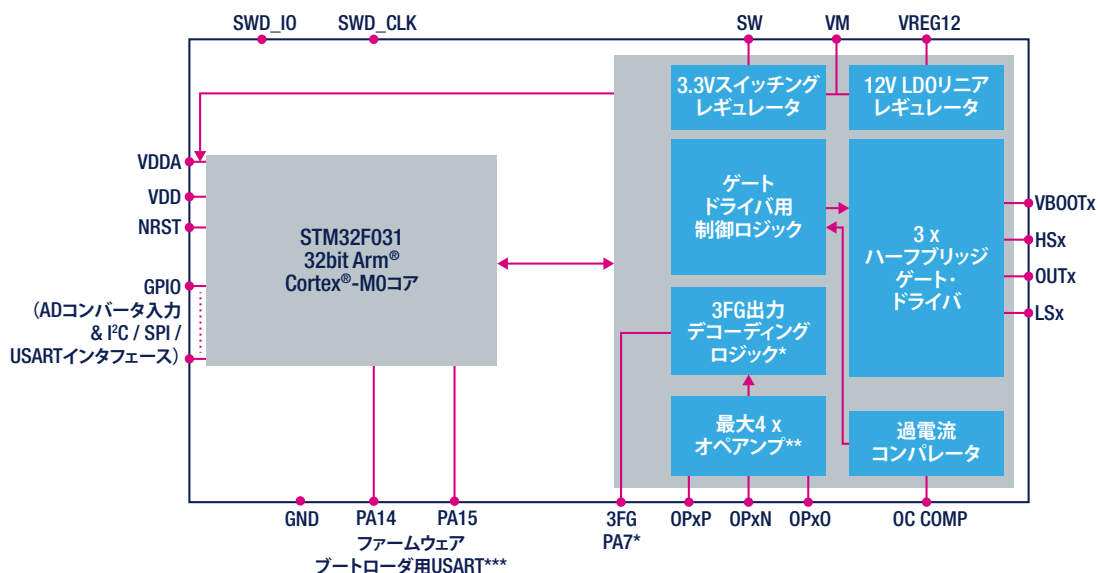 SWD_IO
SWD_CLK
SW
VM
VREG12
3.3Vスイッチング
レギュレータ
12V LDOリニア
レギュレータ
VDDA
VDD
NRST
GPIO
(ADコンバータ入力
& I²C / SPI /
USARTインタフェース)
STM32F031
32bit Arm®
Cortex®-M0コア
ゲート
ドライバ用
制御ロジック
3 x
ハーフブリッジ
ゲート・
ドライバ
VBOOTx
HSx
OUTx
LSx
3FG出力
デコーディング
ロジック*
最大4 x
オペアンプ**
過電流
コンパレータ
GND
PA14
PA15
ファームウェア
ブートローダ用USART***
3FG
PA7*
OPxP
OPxN
OPxO
OC COMP